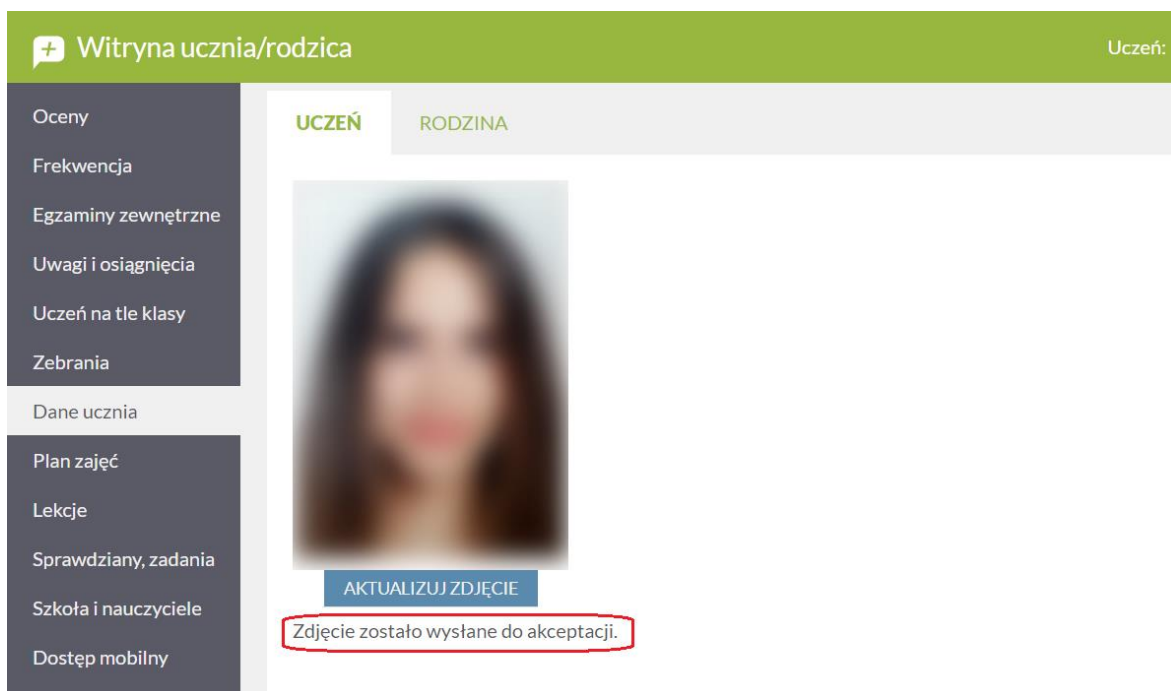 Witryna ucznia/rodzica
Uczeń:
Oceny
Frekwencja
Egzaminy zewnętrzne
Uwagi i osiągnięcia
Uczeń na tle klasy
Zebrania
Dane ucznia
Plan zajęć
Lekcje
Sprawdziany, zadania
Szkoła i nauczyciele
Dostęp mobilny
UCZEŃ
RODZINA
AKTUALIZUJ ZDJĘCIE
Zdjęcie zostało wysłane do akceptacji.